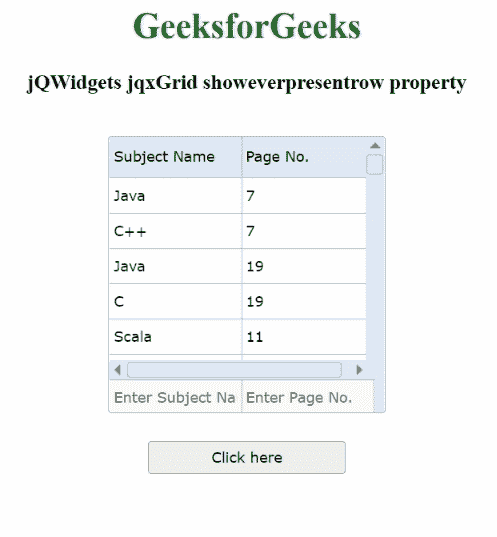 GeeksforGeeks
jQWidgets jqxGrid showeverpresentrow property
Subject Name Page No.
Java 7
C++ 7
Java 19
C 19
Scala 11
Enter Subject Na Enter Page No.
Click here